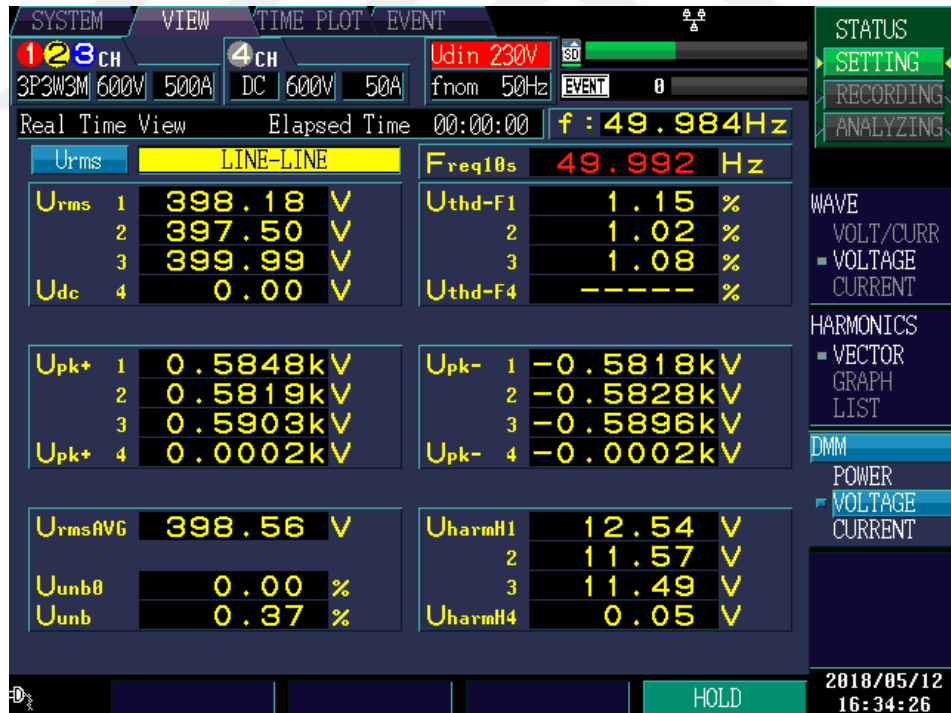 SYSTEM VIEW TIME PLOT EVENT
1 2 3 CH 4 CH Udin 230V SD
3P3W3M 600V 500A DC 600V 50A fnom 50Hz EVENT 0
Real Time View Elapsed Time 00:00:00 f:49.984Hz
Urms LINE-LINE Freq10s 49.992 Hz
Urms 1 398.18 V
2 397.50 V
3 399.99 V
Udc 4 0.00 V
Uthd-F1 1.15 %
2 1.02 %
3 1.08 %
Uthd-F4 ----- %
Upk+ 1 0.5848kV
2 0.5819kV
3 0.5903kV
Upk+ 4 0.0002kV
Upk- 1 -0.5818kV
2 -0.5828kV
3 -0.5896kV
Upk- 4 -0.0002kV
UrmsAVG 398.56 V
Uunb0 0.00 %
Uunb 0.37 %
UharmH1 12.54 V
2 11.57 V
3 11.49 V
UharmH4 0.05 V
HOLD
STATUS
SETTING
RECORDING
ANALYZING
WAVE
VOLT/CURR
VOLTAGE
CURRENT
HARMONICS
VECTOR
GRAPH
LIST
DMM
POWER
VOLTAGE
CURRENT
2018/05/12
16:34:26